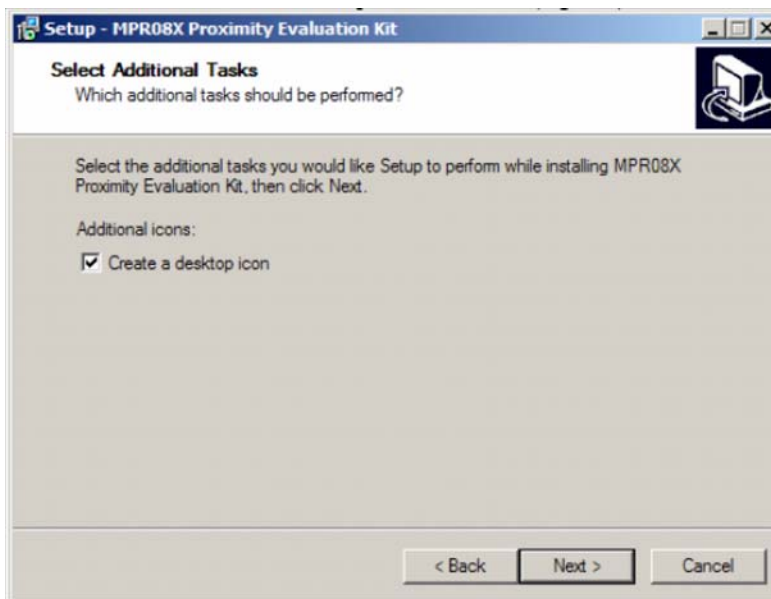 Setup - MPR08X Proximity Evaluation Kit
Select Additional Tasks
Which additional tasks should be performed?
Select the additional tasks you would like Setup to perform while installing MPR08X
Proximity Evaluation Kit, then click Next.
Additional icons:
Create a desktop icon
< Back Next > Cancel